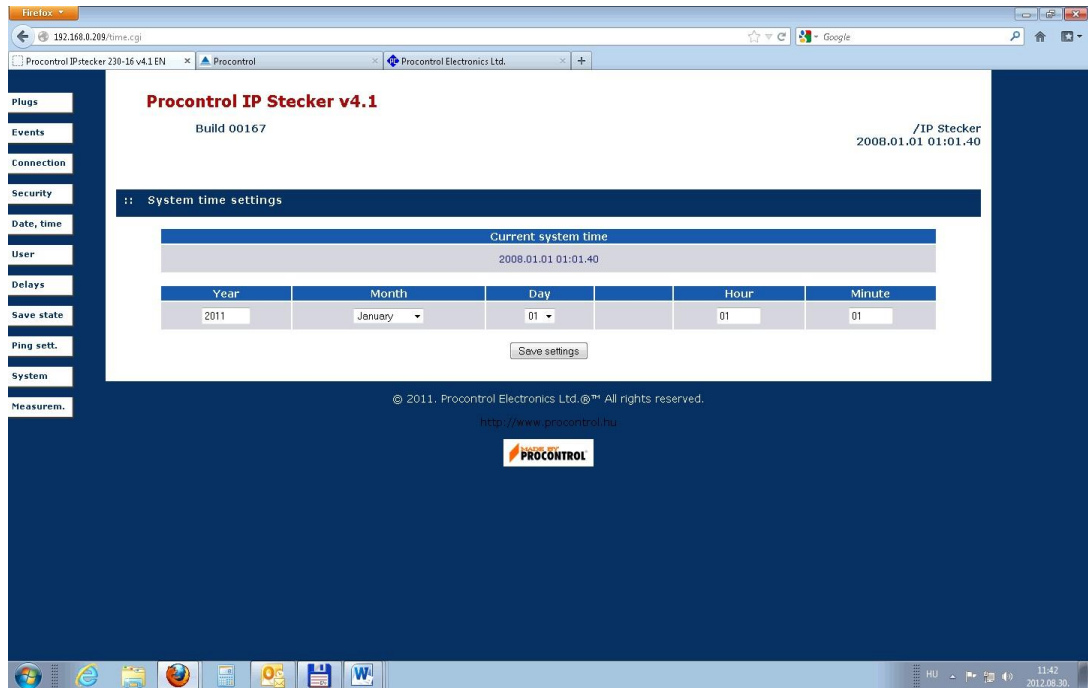 Firefox
192.168.0.209/time.cgi
Google
Procontrol IPstecker 230-16 v4.1 EN
Procontrol
Procontrol Electronics Ltd.
Plugs
Events
Connection
Security
Date, time
User
Delays
Save state
Ping sett.
System
Measurem.
Procontrol IP Stecker v4.1
Build 00167
/IP Stecker
2008.01.01 01:01.40
:: System time settings
Current system time
2008.01.01 01:01.40
Year Month Day Hour Minute
2011 January 01 01 01
Save settings
© 2011. Procontrol Electronics Ltd.®™ All rights reserved.
http://www.procontrol.hu
MADE BY
PROCONTROL
HU
11:42
2012.08.30.